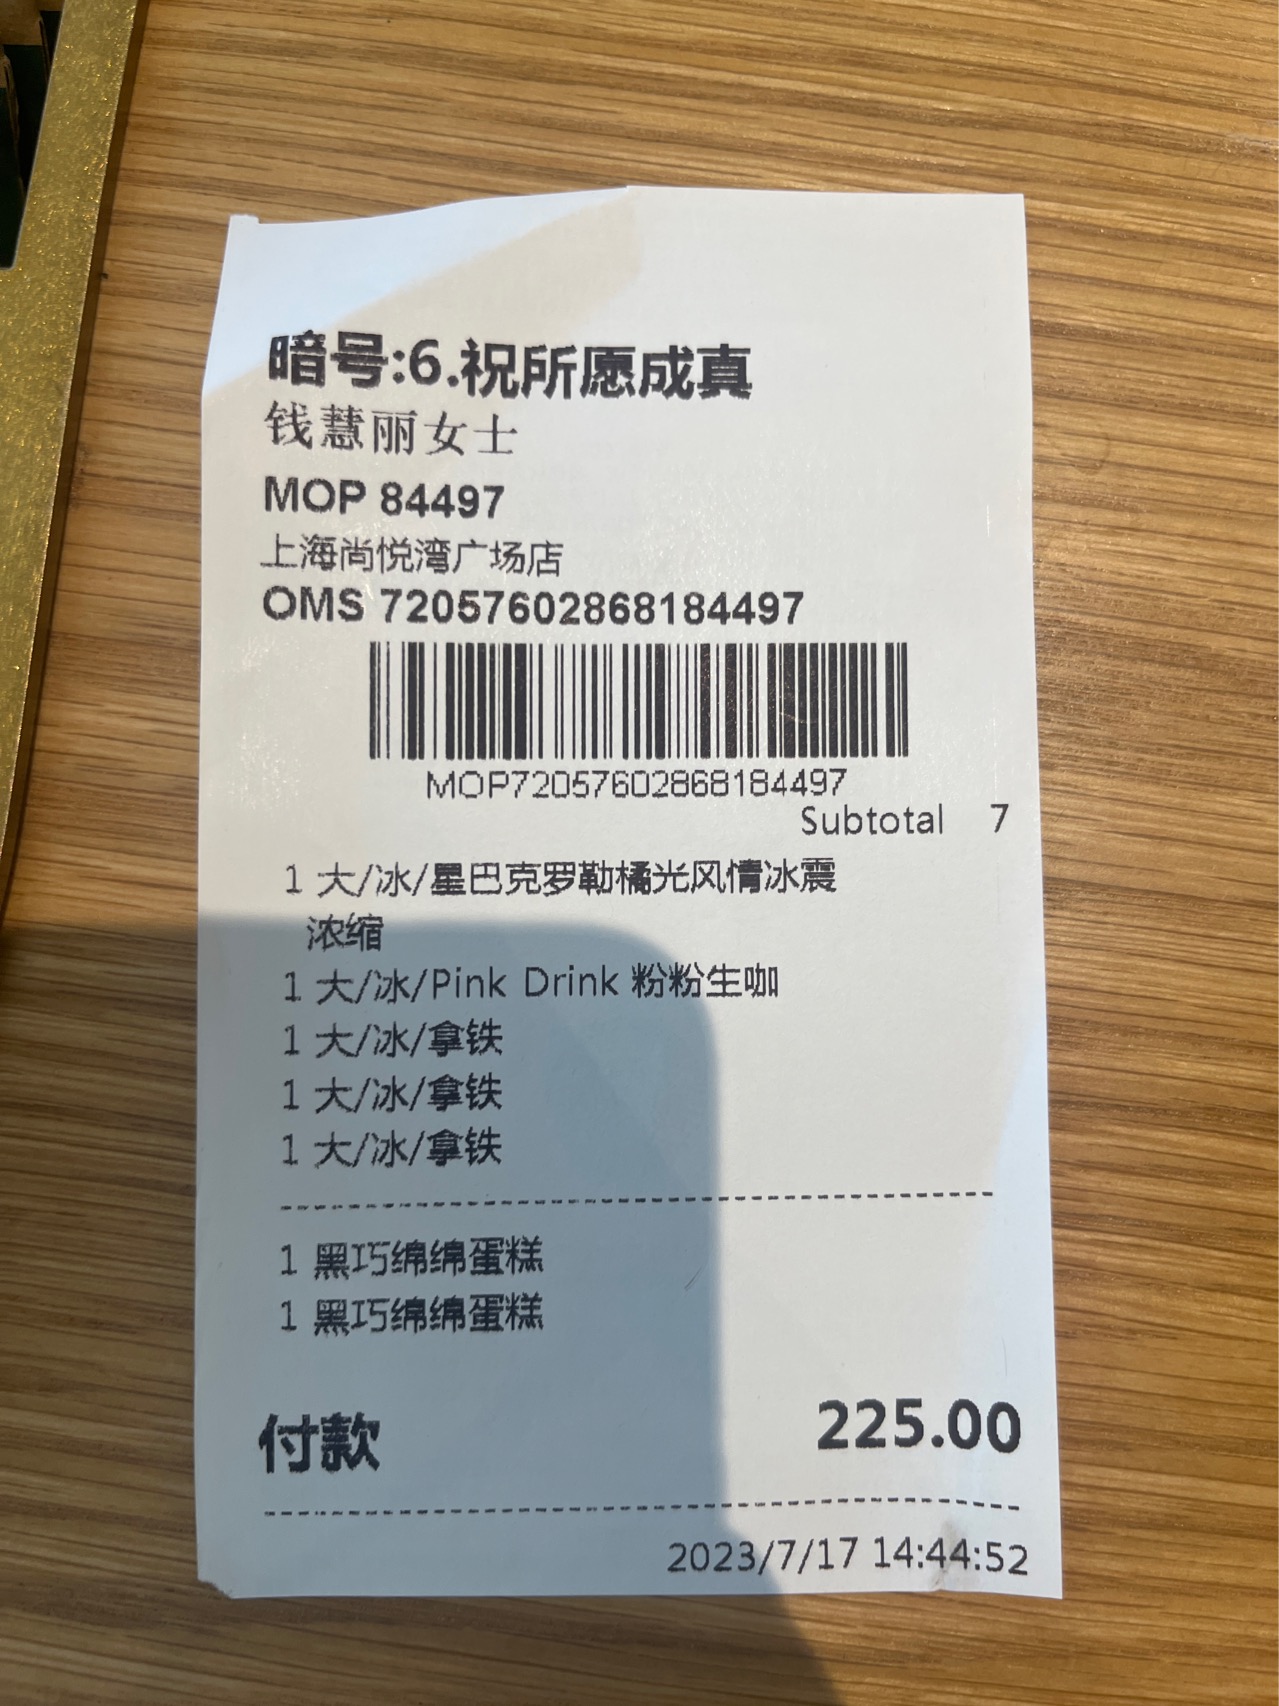 暗号:6.祝所愿成真
钱慧丽女士
MOP 84497
上海尚悦湾广场店
OMS 72057602868184497
MOP72057602868184497
Subtotal 7
1 大/冰/星巴克罗勒橘光风情冰震
浓缩
1 大/冰/Pink Drink 粉粉生咖
1 大/冰/拿铁
1 大/冰/拿铁
1 大/冰/拿铁
1 黑巧绵绵蛋糕
1 黑巧绵绵蛋糕
付款 225.00
2023/7/17 14:44:52